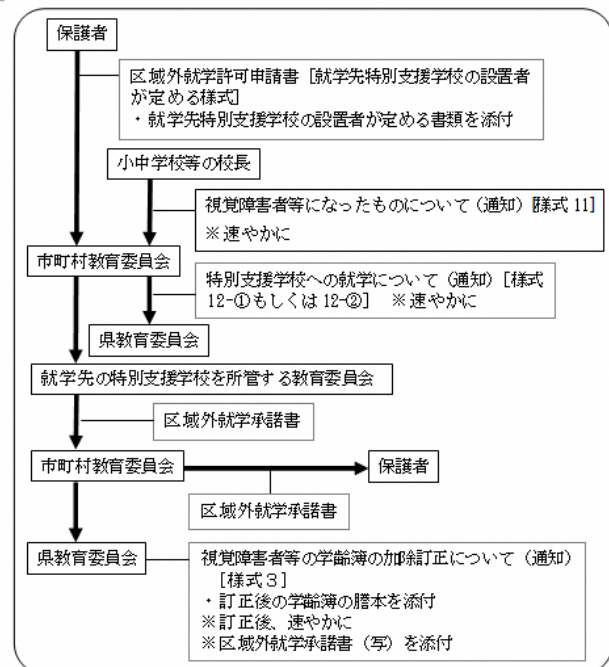 保護者
区域外就学許可申請書［就学先特別支援学校の設置者
が定める様式］
・就学先特別支援学校の設置者が定める書類を添付
小中学校等の校長
視覚障害者等になったものについて（通知）［様式 11］
※速やかに
市町村教育委員会
特別支援学校への就学について（通知）［様式
12-①もしくは 12-②］　※速やかに
県教育委員会
就学先の特別支援学校を所管する教育委員会
区域外就学承諾書
市町村教育委員会
保護者
区域外就学承諾書
県教育委員会
視覚障害者等の学齢簿の加除訂正について（通知）
［様式３］
・訂正後の学齢簿の謄本を添付
※訂正後、速やかに
※区域外就学承諾書（写）を添付